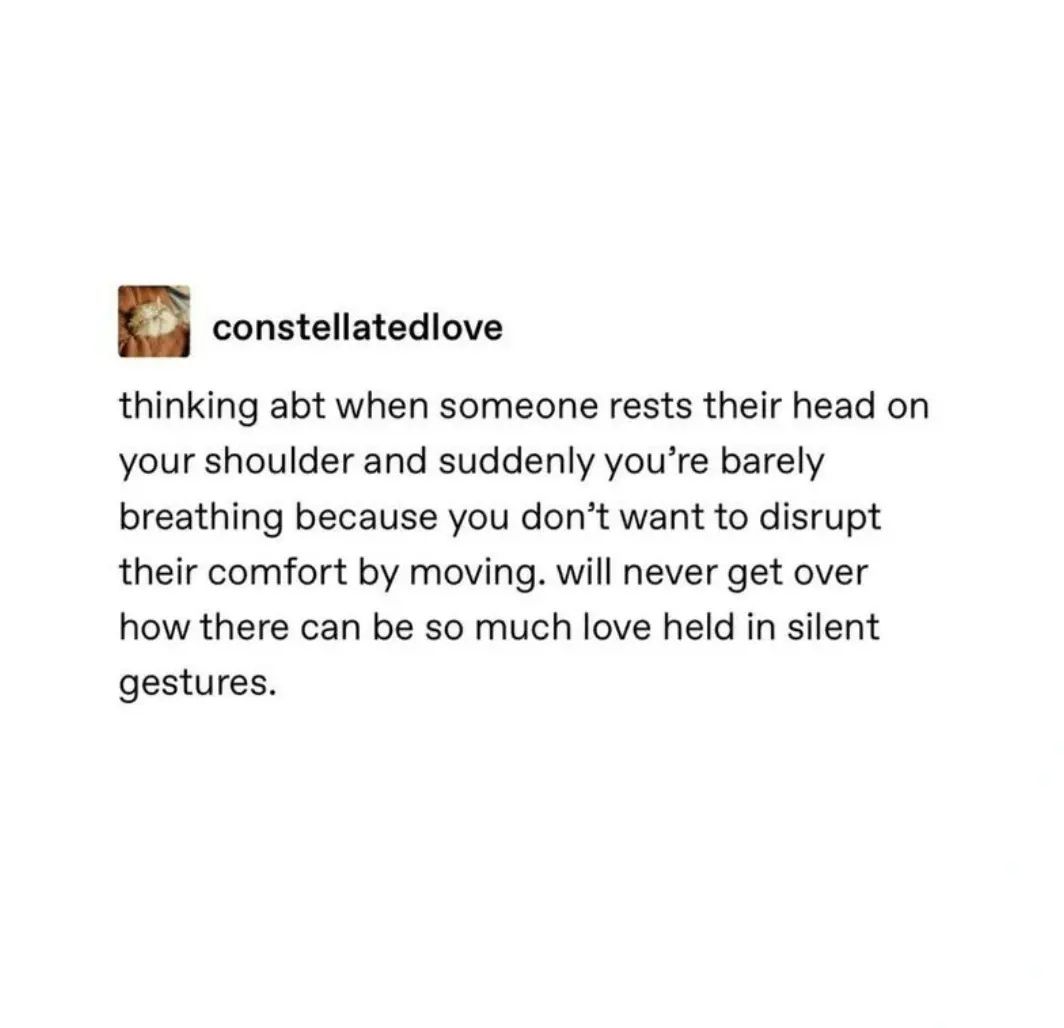 constellatedlove
thinking abt when someone rests their head on
your shoulder and suddenly you’re barely
breathing because you don’t want to disrupt
their comfort by moving. will never get over
how there can be so much love held in silent
gestures.